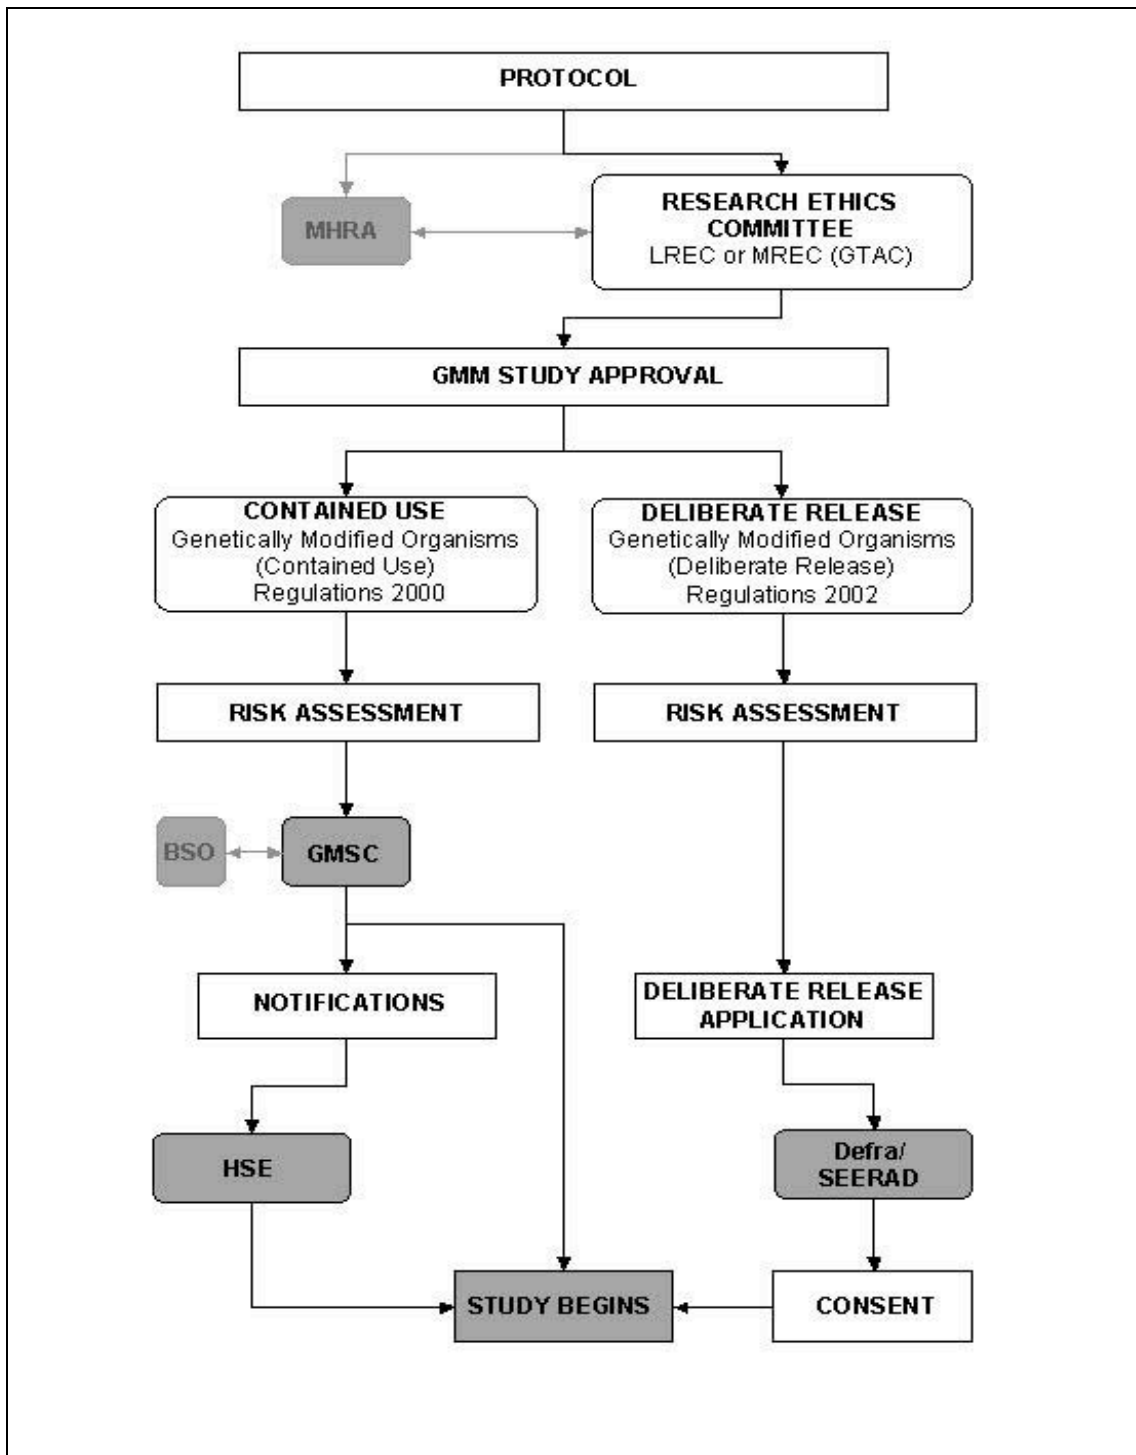 PROTOCOL
MHRA
RESEARCH ETHICS
COMMITTEE
LREC or MREC (GTAC)
GMM STUDY APPROVAL
CONTAINED USE
Genetically Modified Organisms
(Contained Use)
Regulations 2000
DELIBERATE RELEASE
Genetically Modified Organisms
(Deliberate Release)
Regulations 2002
RISK ASSESSMENT
RISK ASSESSMENT
BSO
GMSC
NOTIFICATIONS
DELIBERATE RELEASE
APPLICATION
HSE
Defra/
SEERAD
STUDY BEGINS
CONSENT